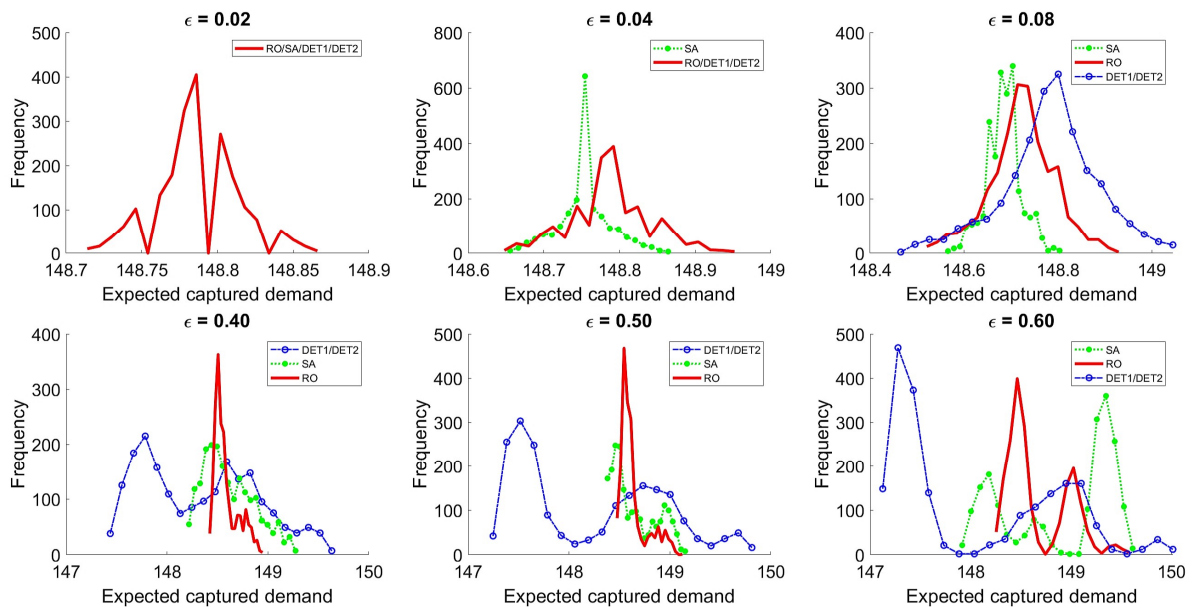 ϵ = 0.02
500
400
300
200
100
0
Frequency
148.7
148.75
148.8
148.85
148.9
Expected captured demand
RO/SA/DET1/DET2
ϵ = 0.04
800
600
400
200
0
Frequency
148.6
148.7
148.8
148.9
149
Expected captured demand
SA
RO/DET1/DET2
ϵ = 0.08
400
300
200
100
0
Frequency
148.4
148.6
148.8
149
Expected captured demand
SA
RO
DET1/DET2
ϵ = 0.40
400
300
200
100
0
Frequency
147
148
149
150
Expected captured demand
DET1/DET2
SA
RO
ϵ = 0.50
500
400
300
200
100
0
Frequency
147
148
149
150
Expected captured demand
DET1/DET2
SA
RO
ϵ = 0.60
500
400
300
200
100
0
Frequency
147
148
149
150
Expected captured demand
SA
RO
DET1/DET2